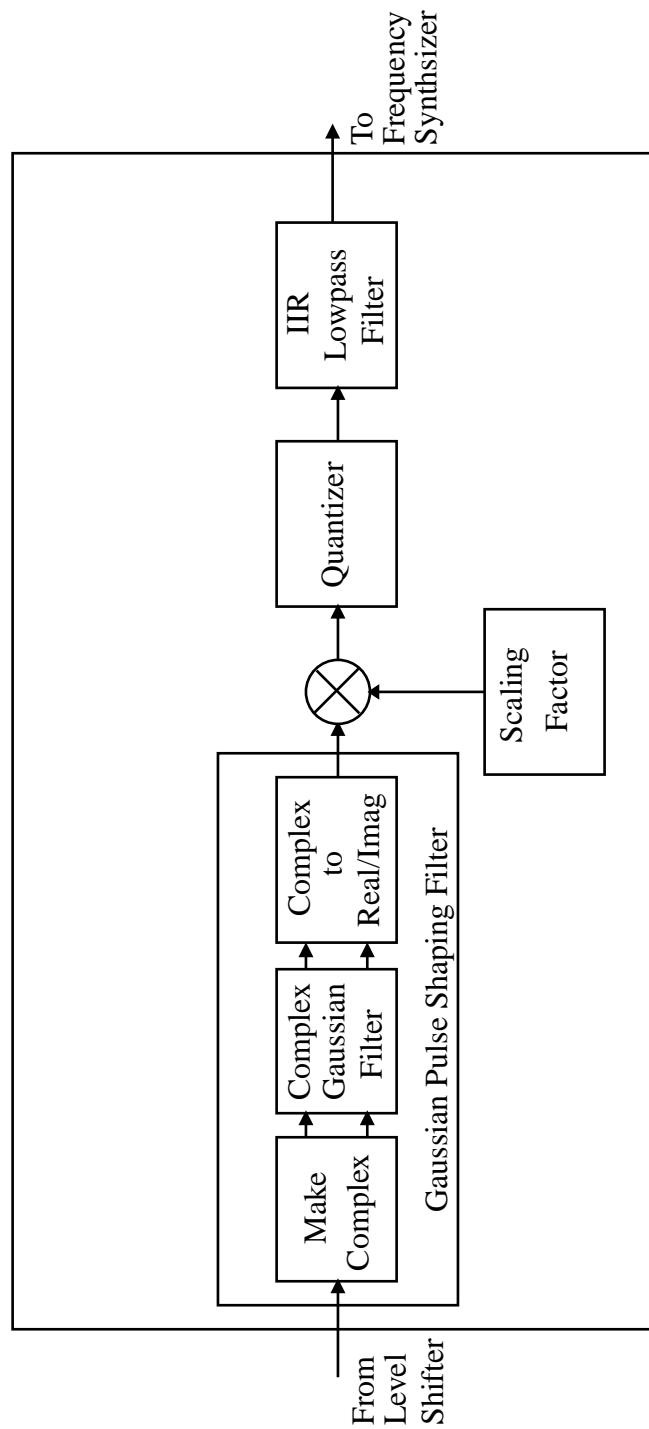 From
Level
Shifter
Make
Complex
Complex
Gaussian
Filter
Complex
to
Real/Imag
Gaussian Pulse Shaping Filter
Scaling
Factor
Quantizer
IIR
Lowpass
Filter
To
Frequency
Synthsizer